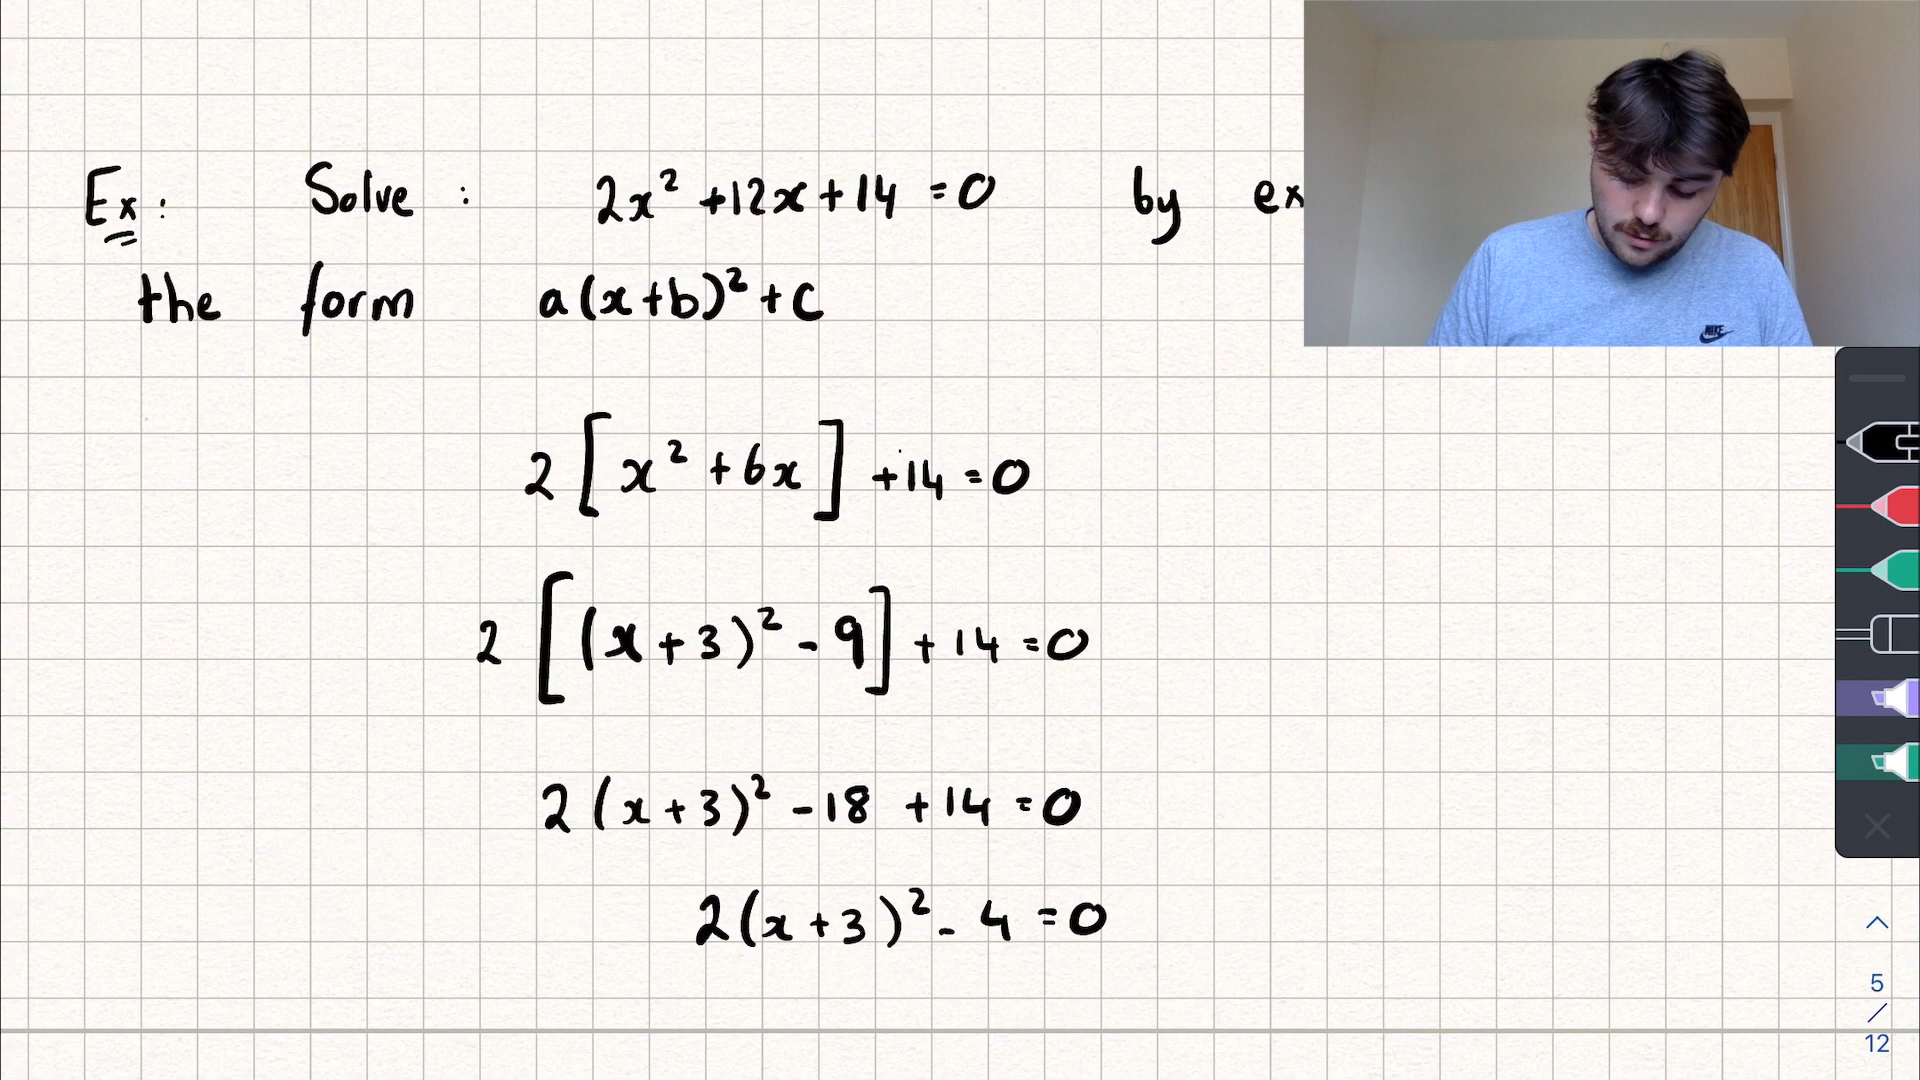 Ex: Solve : 2x² +12x+14 =0 by ex
the form a(x+b)²+c
2 [x² +6x] +14 =0
2 [(x+3)² -9] +14 =0
2(x+3)² -18 +14 =0
2(x+3)² - 4 =0
NIKE
5
/
12